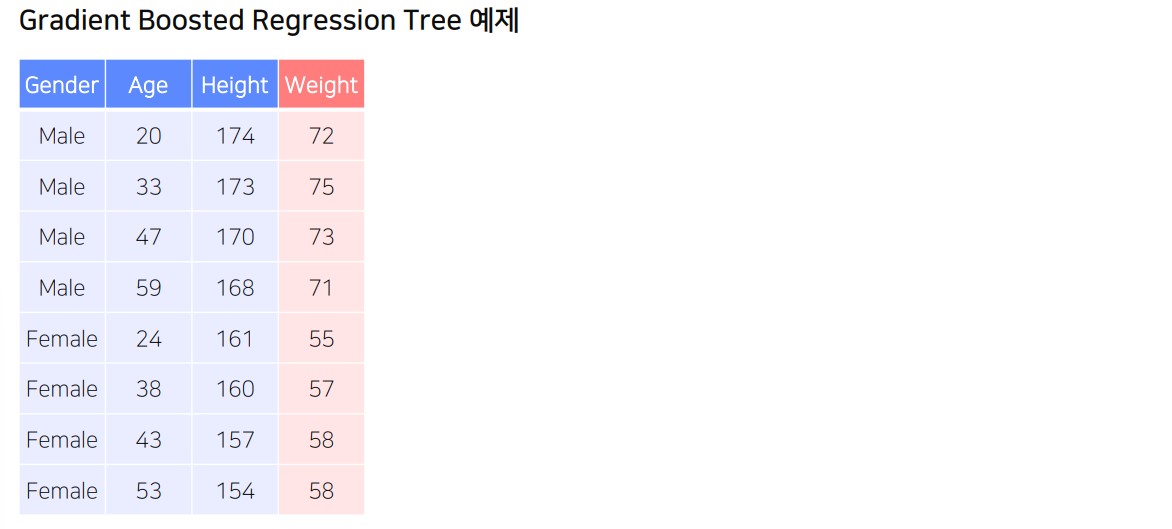 Gradient Boosted Regression Tree 예제
Gender Age Height Weight
Male 20 174 72
Male 33 173 75
Male 47 170 73
Male 59 168 71
Female 24 161 55
Female 38 160 57
Female 43 157 58
Female 53 154 58